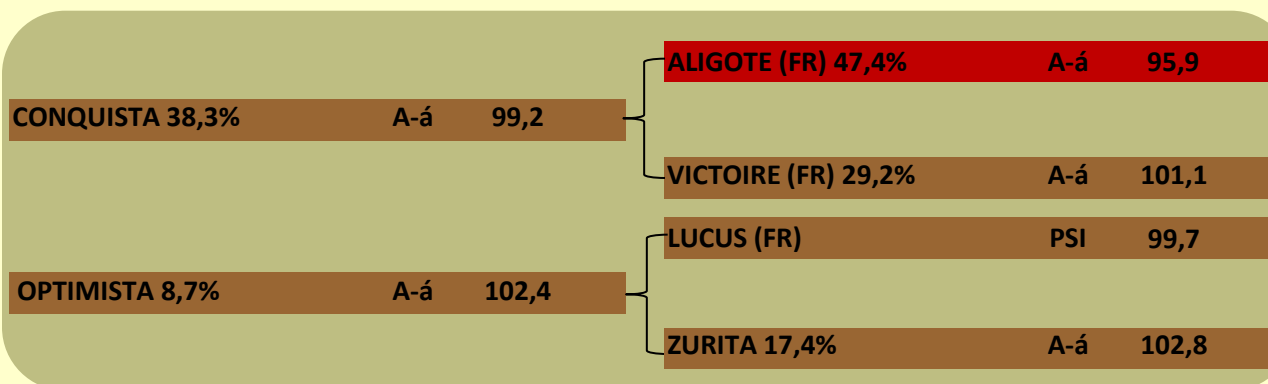 ALIGOTE (FR) 47,4% A-á 95,9
CONQUISTA 38,3% A-á 99,2
VICTOIRE (FR) 29,2% A-á 101,1
LUCUS (FR) PSI 99,7
OPTIMISTA 8,7% A-á 102,4
ZURITA 17,4% A-á 102,8